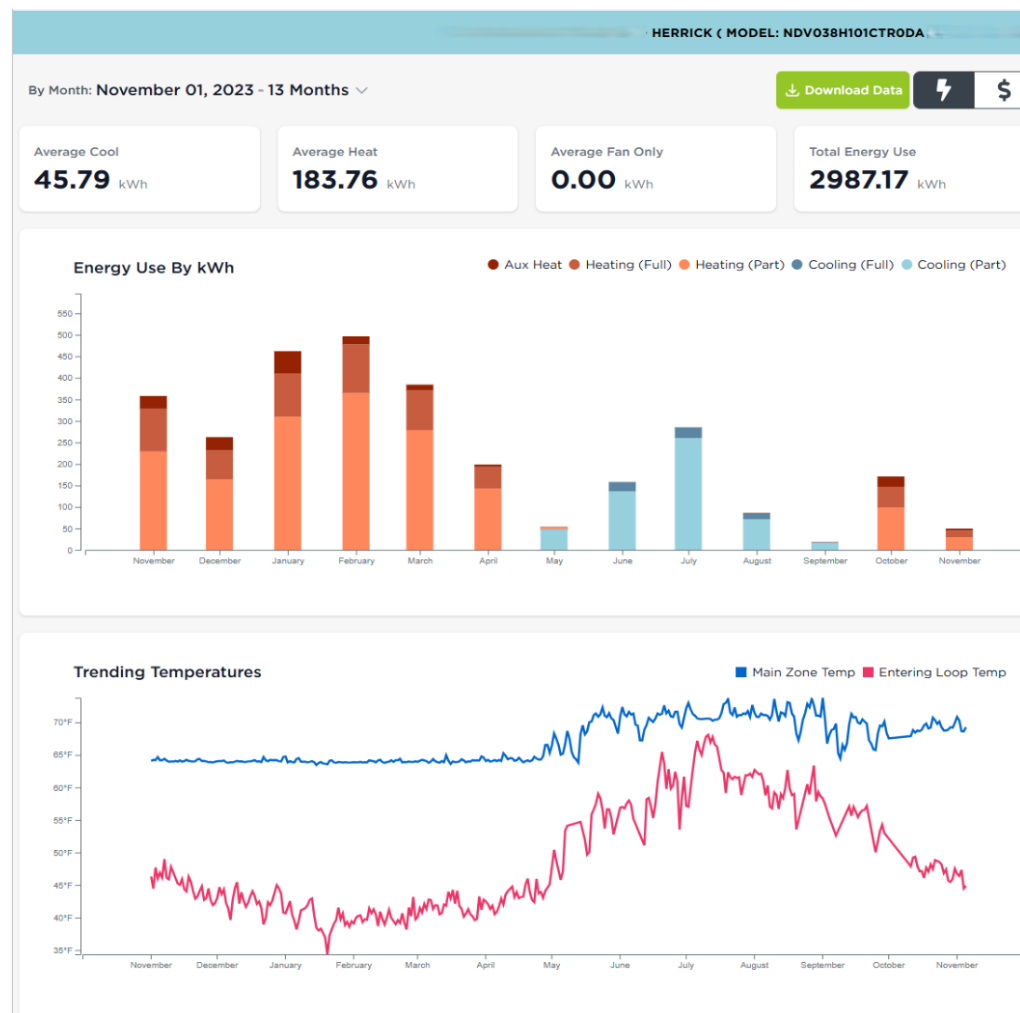 HERRICK ( MODEL: NDV038H101CTR0DA
By Month: November 01, 2023 - 13 Months
Download Data
$
Average Cool
45.79 kWh
Average Heat
183.76 kWh
Average Fan Only
0.00 kWh
Total Energy Use
2987.17 kWh
Energy Use By kWh
Aux Heat Heating (Full) Heating (Part) Cooling (Full) Cooling (Part)
550
500
450
400
350
300
250
200
150
100
50
0
November December January February March April May June July August September October November
Trending Temperatures
Main Zone Temp Entering Loop Temp
70°F
65°F
60°F
55°F
50°F
45°F
40°F
35°F
November December January February March April May June July August September October November